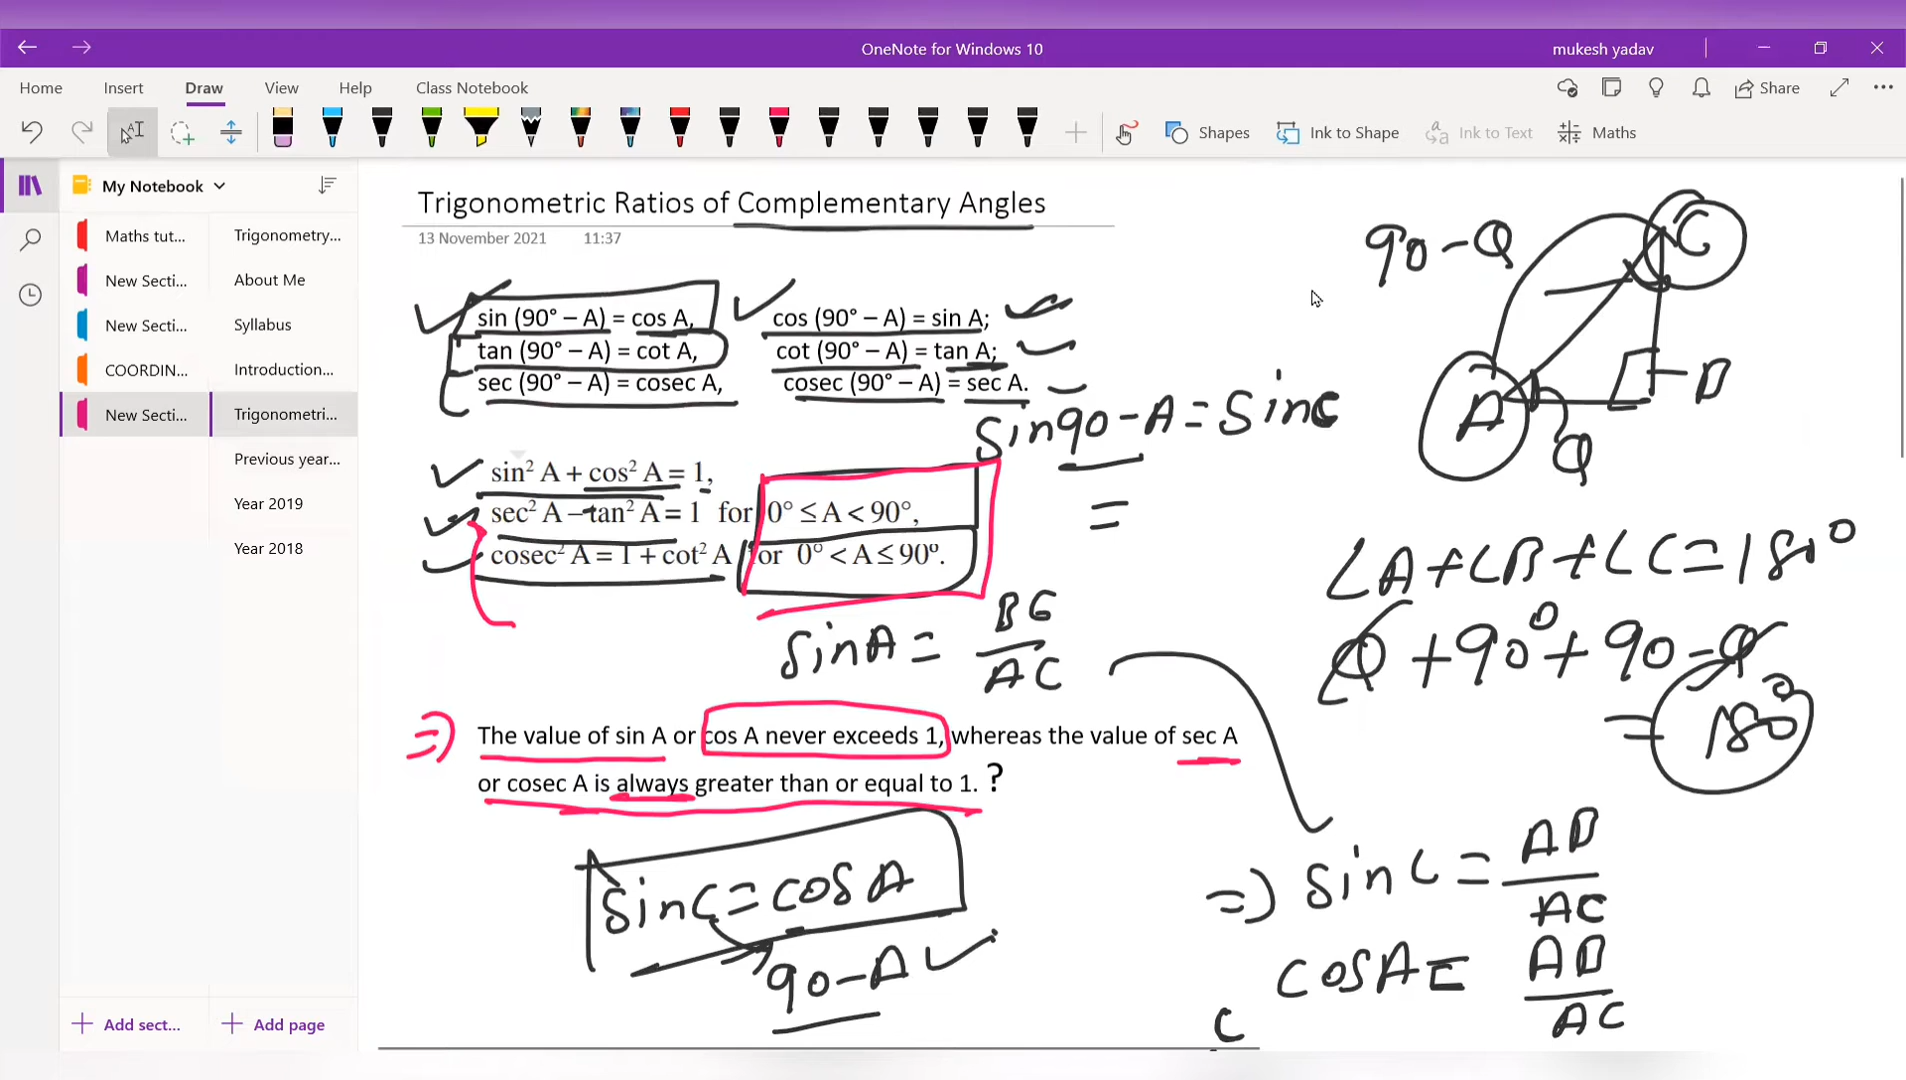 OneNote for Windows 10
mukesh yadav
Home Insert Draw View Help Class Notebook
Share
Shapes
Ink to Shape
Ink to Text
Maths
My Notebook
Maths tut...
New Secti...
New Secti...
COORDIN...
New Secti...
Add sect...
Trigonometry...
About Me
Syllabus
Introduction...
Trigonometri...
Previous year...
Year 2019
Year 2018
Add page
Trigonometric Ratios of Complementary Angles
13 November 2021 11:37
sin (90° – A) = cos A, cos (90° – A) = sin A;
tan (90° – A) = cot A, cot (90° – A) = tan A;
sec (90° – A) = cosec A, cosec (90° – A) = sec A.
sin² A + cos² A = 1,
sec² A – tan² A = 1 for 0° ≤ A < 90°,
cosec² A = 1 + cot² A for 0° < A ≤ 90º.
Sin90-A = Sinc
=
SinA = BC
AC
The value of sin A or cos A never exceeds 1, whereas the value of sec A
or cosec A is always greater than or equal to 1. ?
Sinc = cosA
90-A
90-Q
C
A
B
Q
∠A+∠B+∠C=180°
Q+90°+90-Q
= 180°
=) SinC = AB
AC
cosA = AB
AC
C